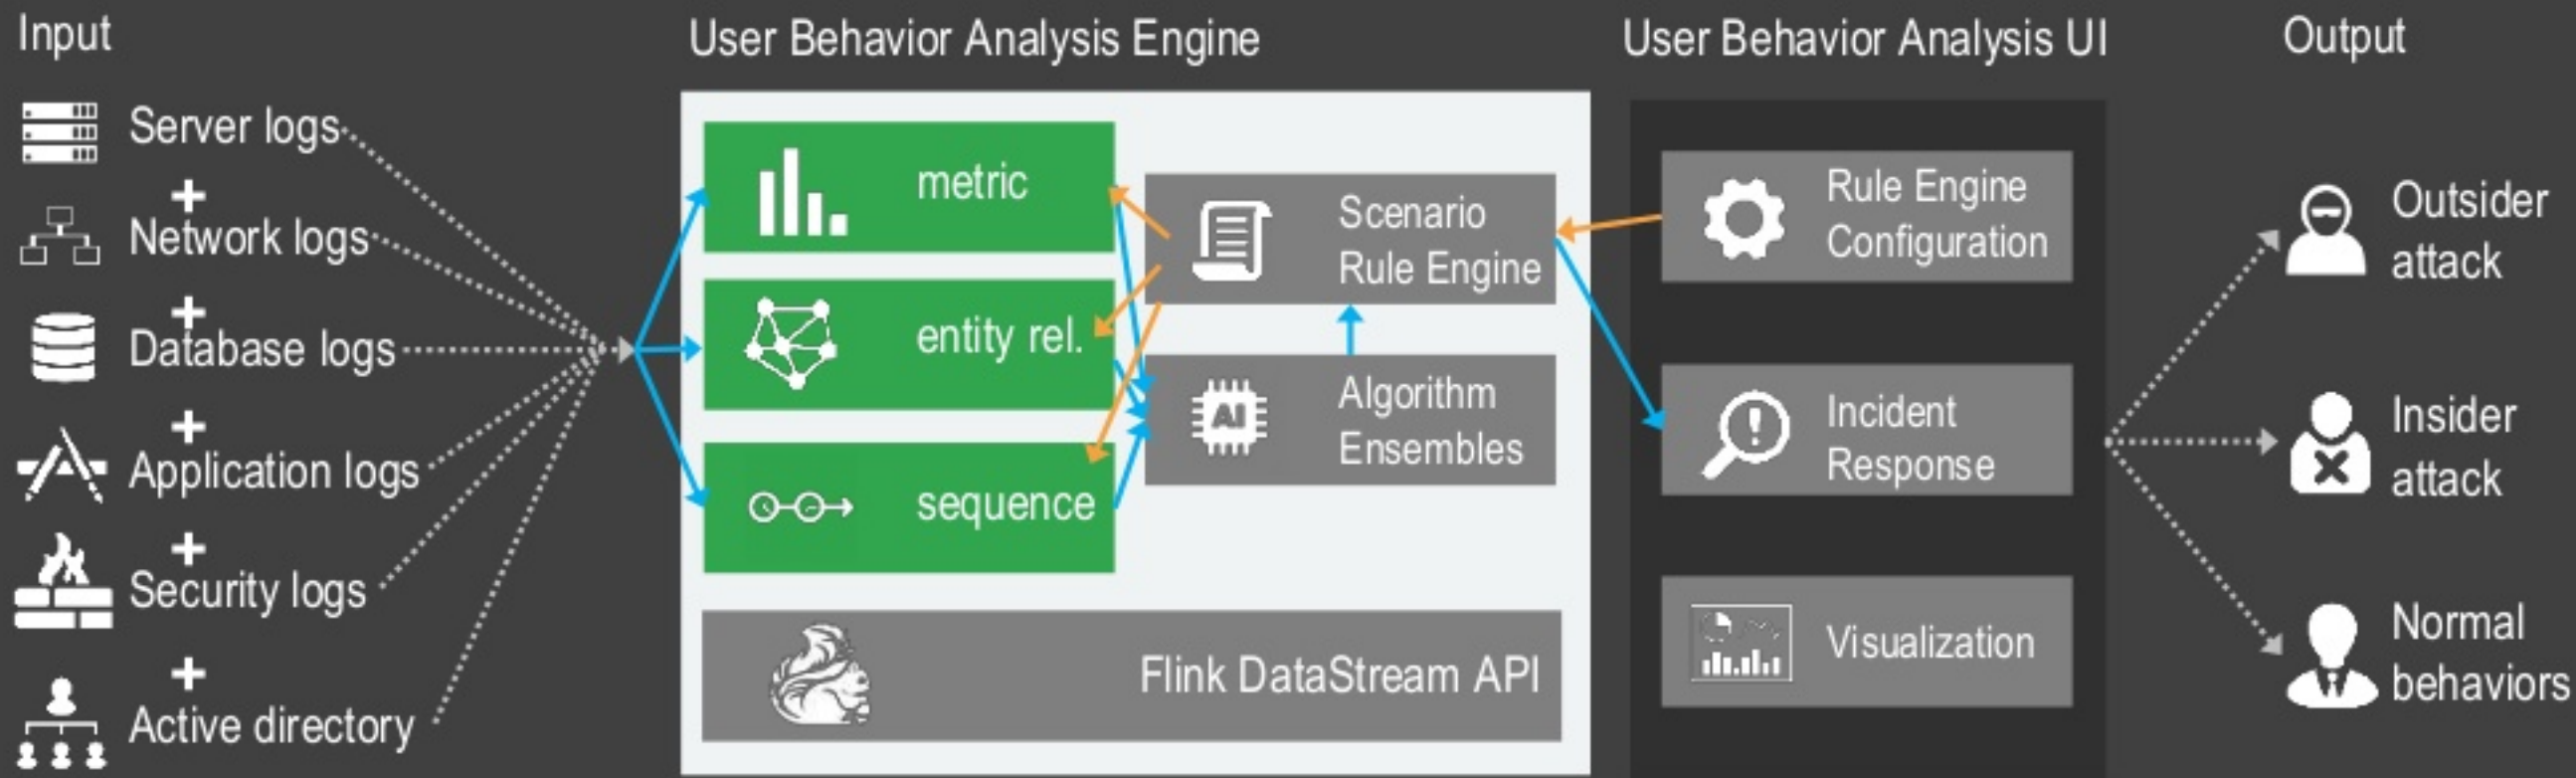 Input
Server logs
Network logs
Database logs
Application logs
Security logs
Active directory
User Behavior Analysis Engine
metric
entity rel.
sequence
Scenario
Rule Engine
AI
Algorithm
Ensembles
Flink DataStream API
User Behavior Analysis UI
Rule Engine
Configuration
Incident
Response
Visualization
Output
Outsider
attack
Insider
attack
Normal
behaviors